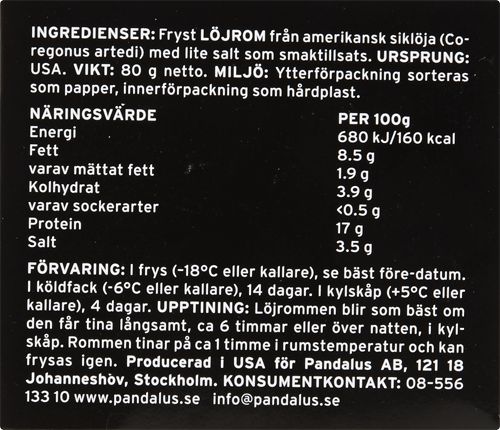 INGREDIENSER: Fryst LÖJROM från amerikansk siklöja (Co-
regonus artedi) med lite salt som smaktillsats. URSPRUNG:
USA. VIKT: 80 g netto. MILJÖ: Ytterförpackning sorteras
som papper, innerförpackning som hårdplast.
NÄRINGSVÄRDE PER 100g
Energi 680 kJ/160 kcal
Fett 8.5 g
varav mättat fett 1.9 g
Kolhydrat 3.9 g
varav sockerarter <0.5 g
Protein 17 g
Salt 3.5 g
FÖRVARING: I frys (-18°C eller kallare), se bäst före-datum.
I köldfack (-6°C eller kallare), 14 dagar. I kylskåp (+5°C eller
kallare), 4 dagar. UPPTINING: Löjrommen blir som bäst om
den får tina långsamt, ca 6 timmar eller över natten, i kyl-
skåp. Rommen tinar på ca 1 timme i rumstemperatur och kan
frysas igen. Producerad i USA för Pandalus AB, 121 18
Johanneshov, Stockholm. KONSUMENTKONTAKT: 08-556
133 10 www.pandalus.se info@pandalus.se